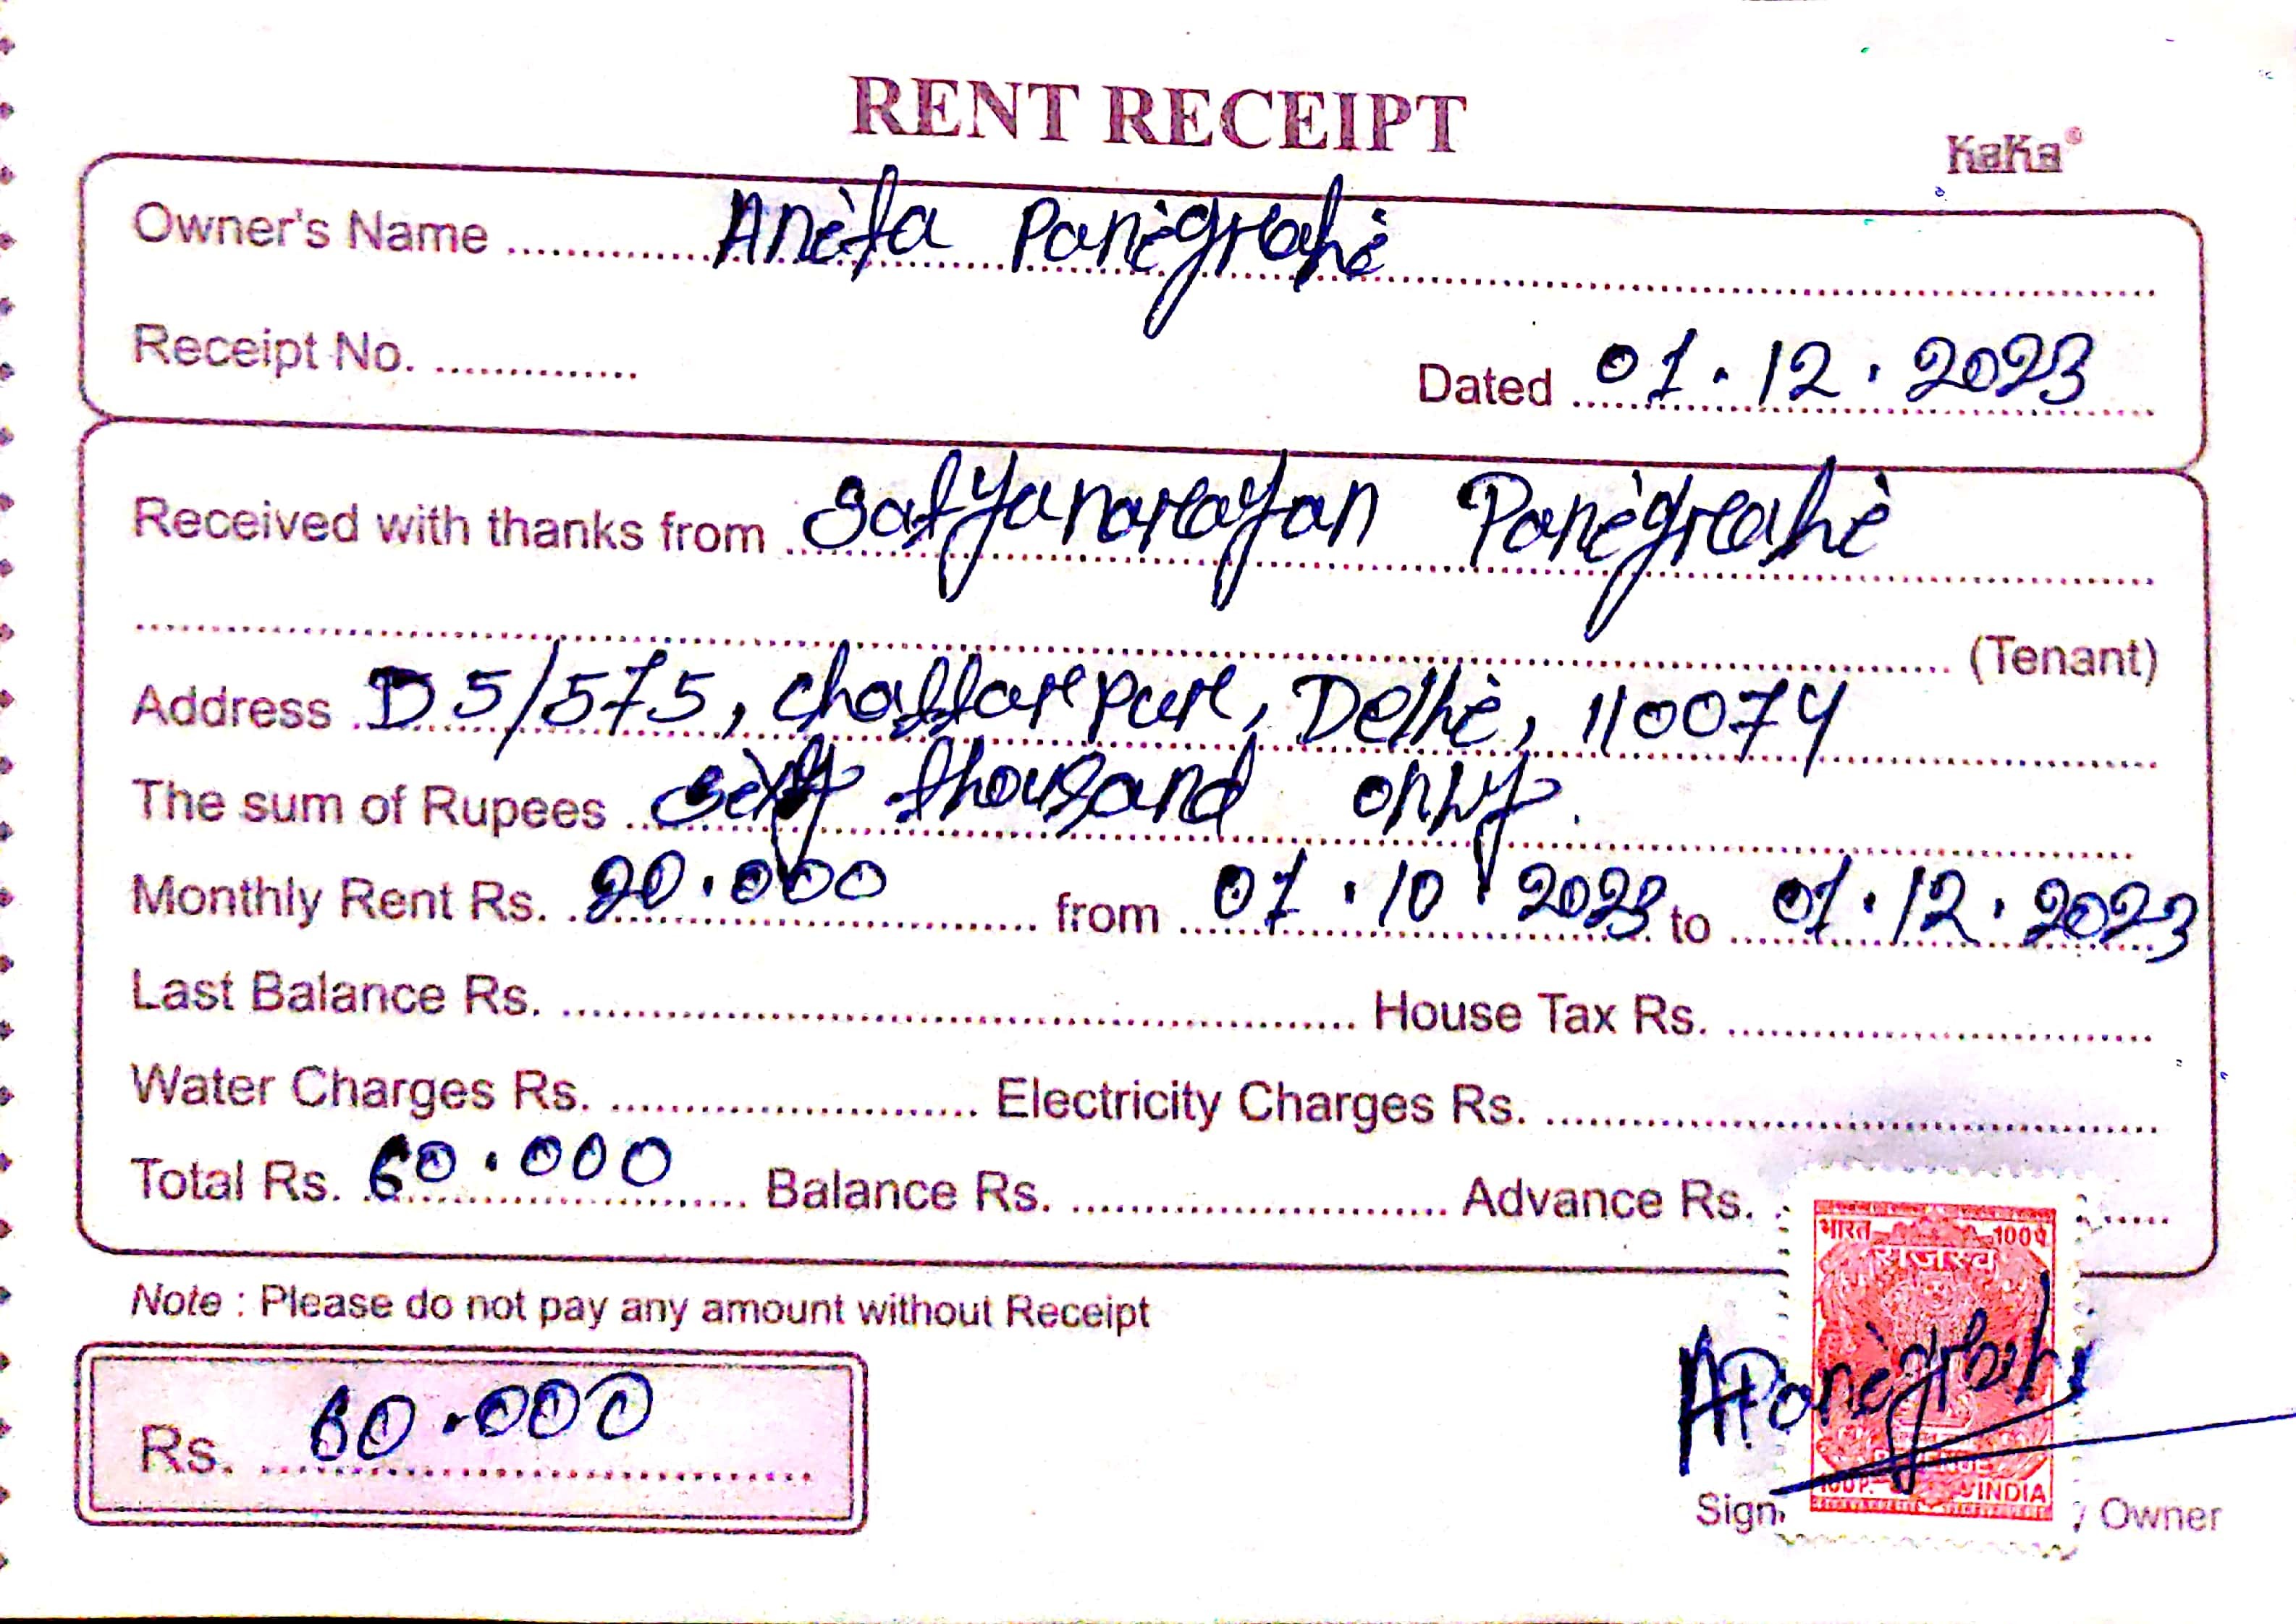 RENT RECEIPT
KaKa®
Owner's Name Anita Panigrahi
Receipt No. Dated 01.12.2023
Received with thanks from Satyanarayan Panigrahi
(Tenant)
Address D5/575, Chattarpur, Delhi, 110074
The sum of Rupees Sixty thousand only.
Monthly Rent Rs. 20.000 from 01.10.2023 to 01.12.2023
Last Balance Rs. House Tax Rs.
Water Charges Rs. Electricity Charges Rs.
Total Rs. 60.000 Balance Rs. Advance Rs.
भारत 100P
राजस्व
Note : Please do not pay any amount without Receipt
Rs. 60.000
APanigrahi
INDIA
Sign Owner